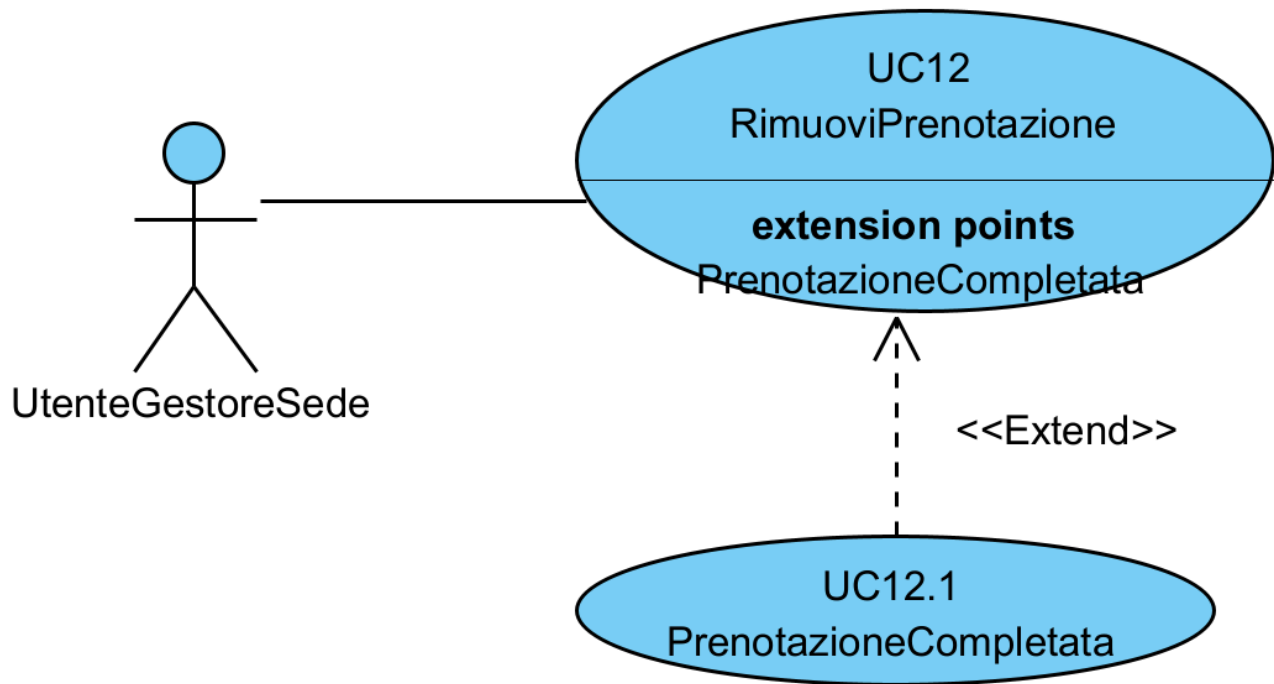 UC12
RimuoviPrenotazione
extension points
PrenotazioneCompletata
UtenteGestoreSede
<<Extend>>
UC12.1
PrenotazioneCompletata